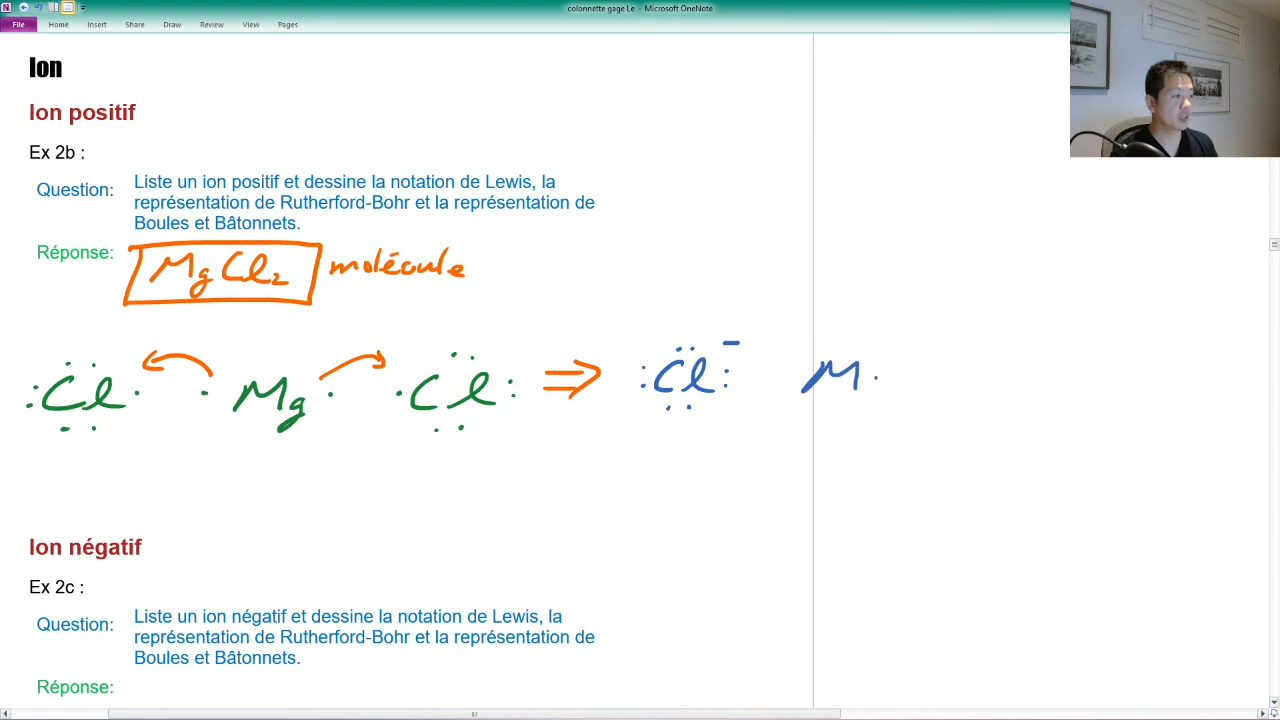 colonnette gage Le - Microsoft OneNote
File Home Insert Share Draw Review View Pages
Ion
Ion positif
Ex 2b :
Question: Liste un ion positif et dessine la notation de Lewis, la
représentation de Rutherford-Bohr et la représentation de
Boules et Bâtonnets.
Réponse: MgCl2 molécule
Cl Mg Cl ⇒ Cl⁻ M
Ion négatif
Ex 2c :
Question: Liste un ion négatif et dessine la notation de Lewis, la
représentation de Rutherford-Bohr et la représentation de
Boules et Bâtonnets.
Réponse: